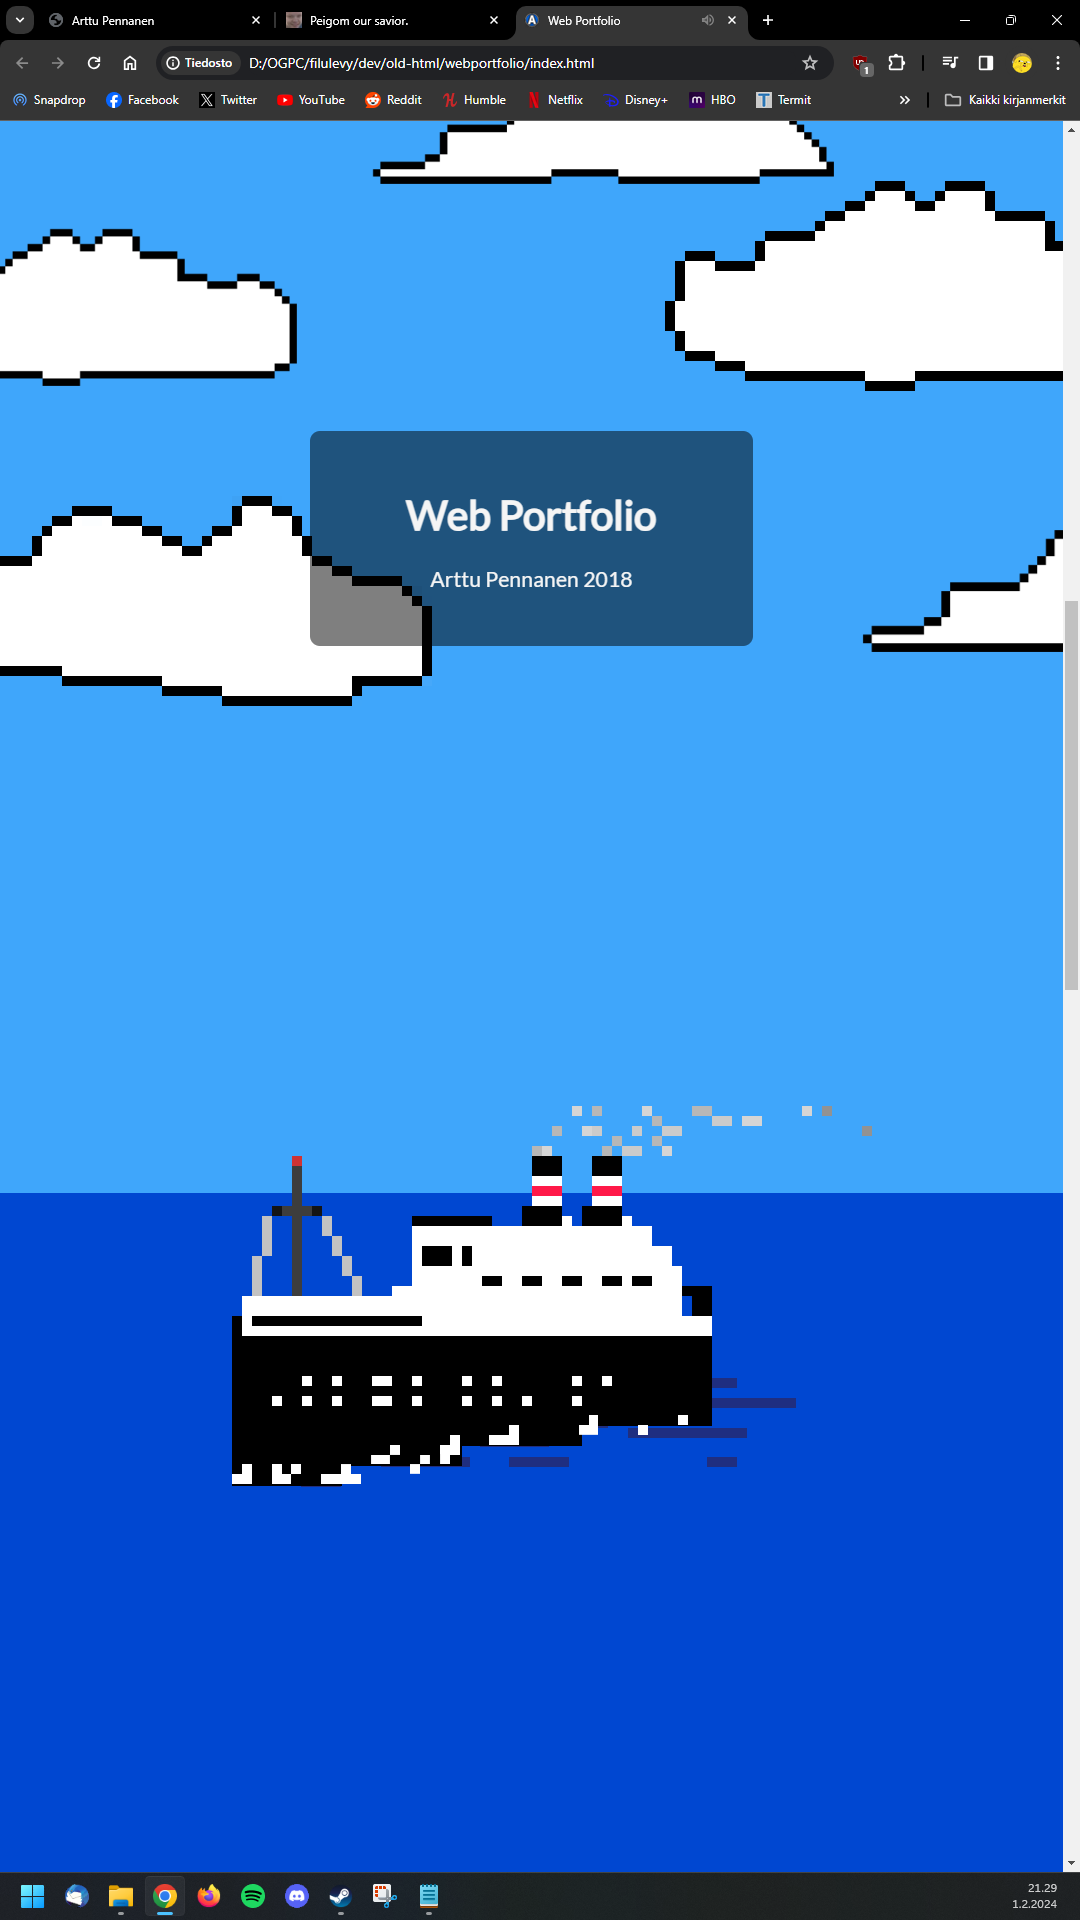 Arttu Pennanen
Peigom our savior.
Web Portfolio
Tiedosto
D:/OGPC/filulevy/dev/old-html/webportfolio/index.html
1
Snapdrop
Facebook
Twitter
YouTube
Reddit
Humble
Netflix
Disney+
HBO
Termit
Kaikki kirjanmerkit
Web Portfolio
Arttu Pennanen 2018
21.29
1.2.2024